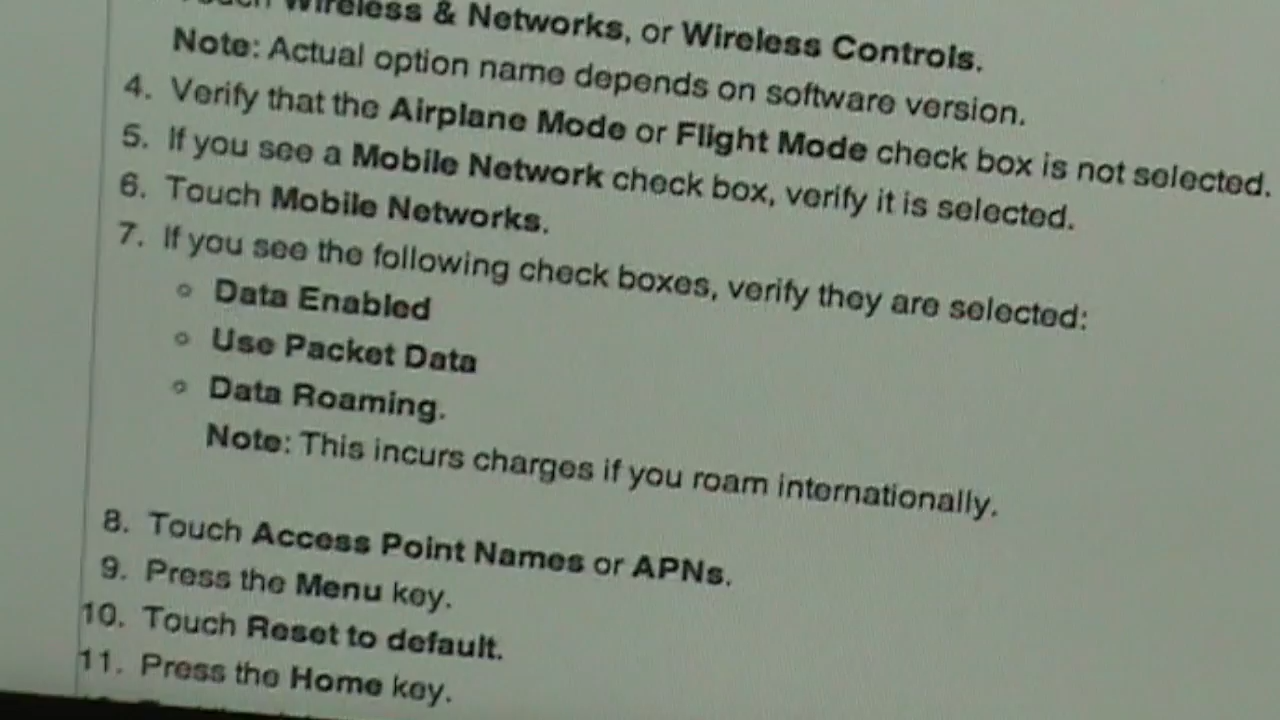 Wireless & Networks, or Wireless Controls.
Note: Actual option name depends on software version.
4. Verify that the Airplane Mode or Flight Mode check box is not selected.
5. If you see a Mobile Network check box, verify it is selected.
6. Touch Mobile Networks.
7. If you see the following check boxes, verify they are selected:
○ Data Enabled
○ Use Packet Data
○ Data Roaming.
Note: This incurs charges if you roam internationally.
8. Touch Access Point Names or APNs.
9. Press the Menu key.
10. Touch Reset to default.
11. Press the Home key.